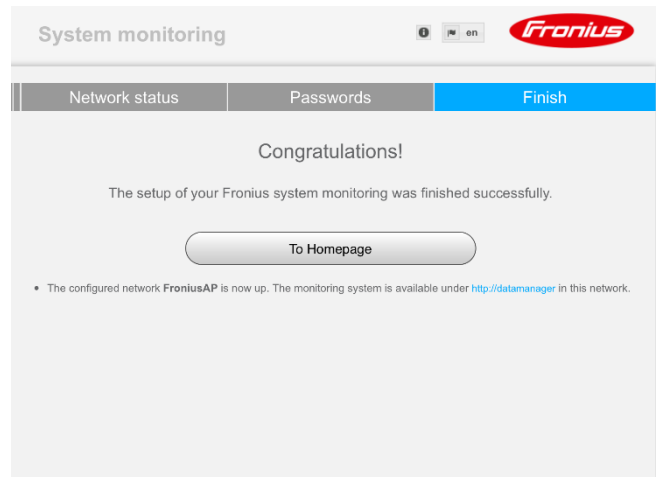 System monitoring
en
Fronius
Network status
Passwords
Finish
Congratulations!
The setup of your Fronius system monitoring was finished successfully.
To Homepage
• The configured network FroniusAP is now up. The monitoring system is available under http://datamanager in this network.